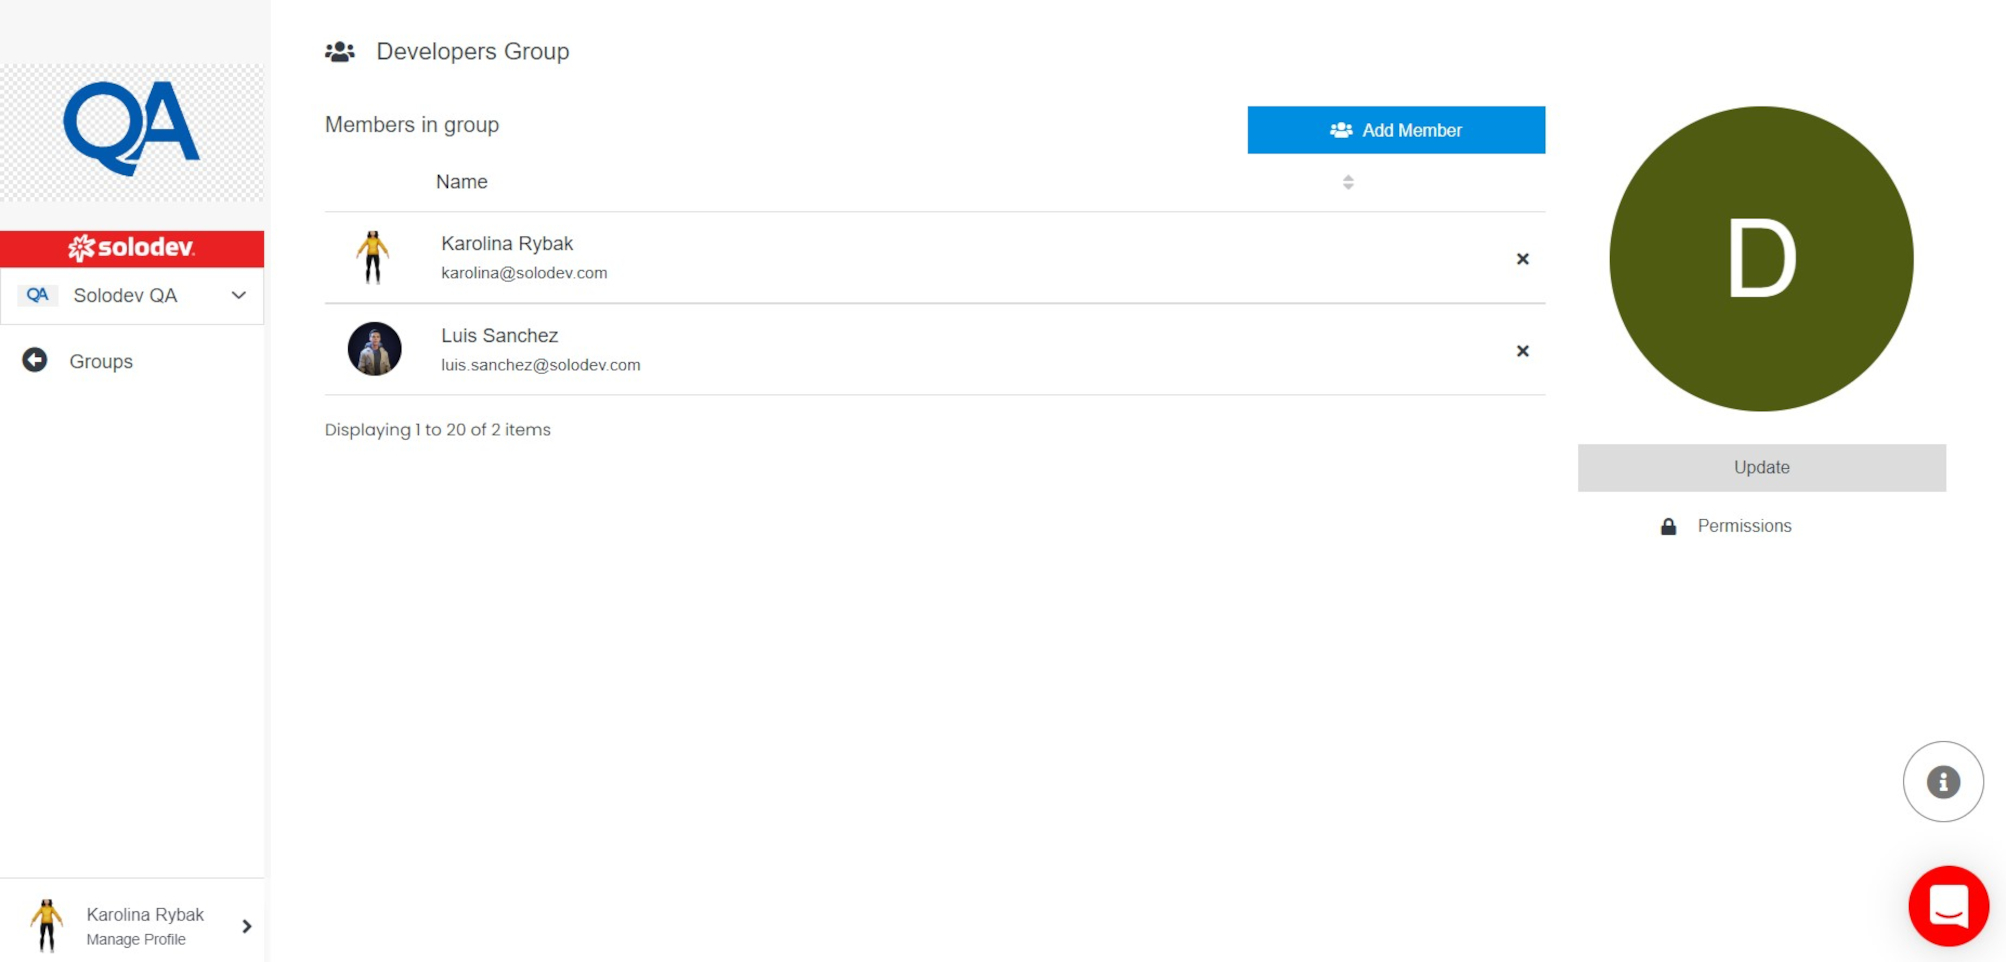 QA
solodev
QA Solodev QA
Groups
Developers Group
Members in group
Add Member
Name
Karolina Rybak
karolina@solodev.com
Luis Sanchez
luis.sanchez@solodev.com
Displaying 1 to 20 of 2 items
D
Update
Permissions
Karolina Rybak
Manage Profile